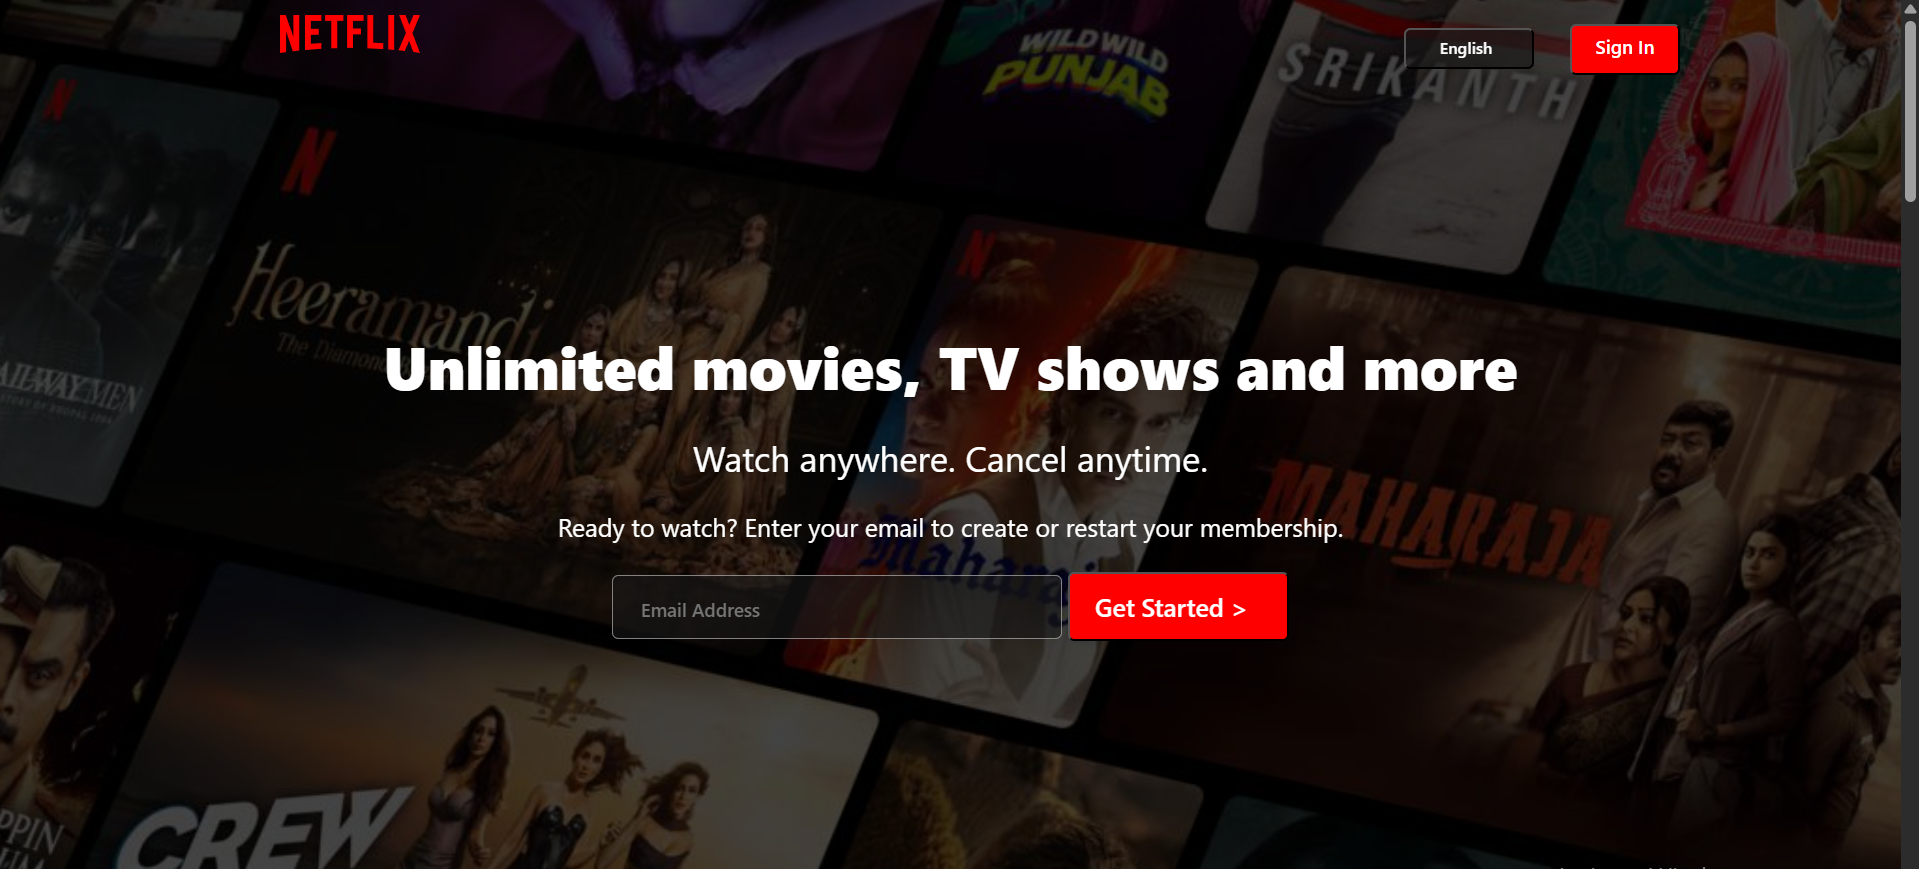 NETFLIX
English
Sign In
WILD WILD
PUNJAB
SRIKANTH
N
N
N
Heeramandi
The Diamond
RAILWAY MEN
Unlimited movies, TV shows and more
Watch anywhere. Cancel anytime.
MAHARAJA
Ready to watch? Enter your email to create or restart your membership.
Maharaj
Email Address
Get Started >
CREW
PPIN